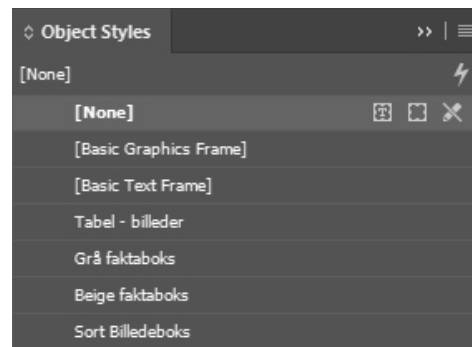 Object Styles
[None]
[None]
[Basic Graphics Frame]
[Basic Text Frame]
Tabel - billeder
Grå faktaboks
Beige faktaboks
Sort Billedeboks